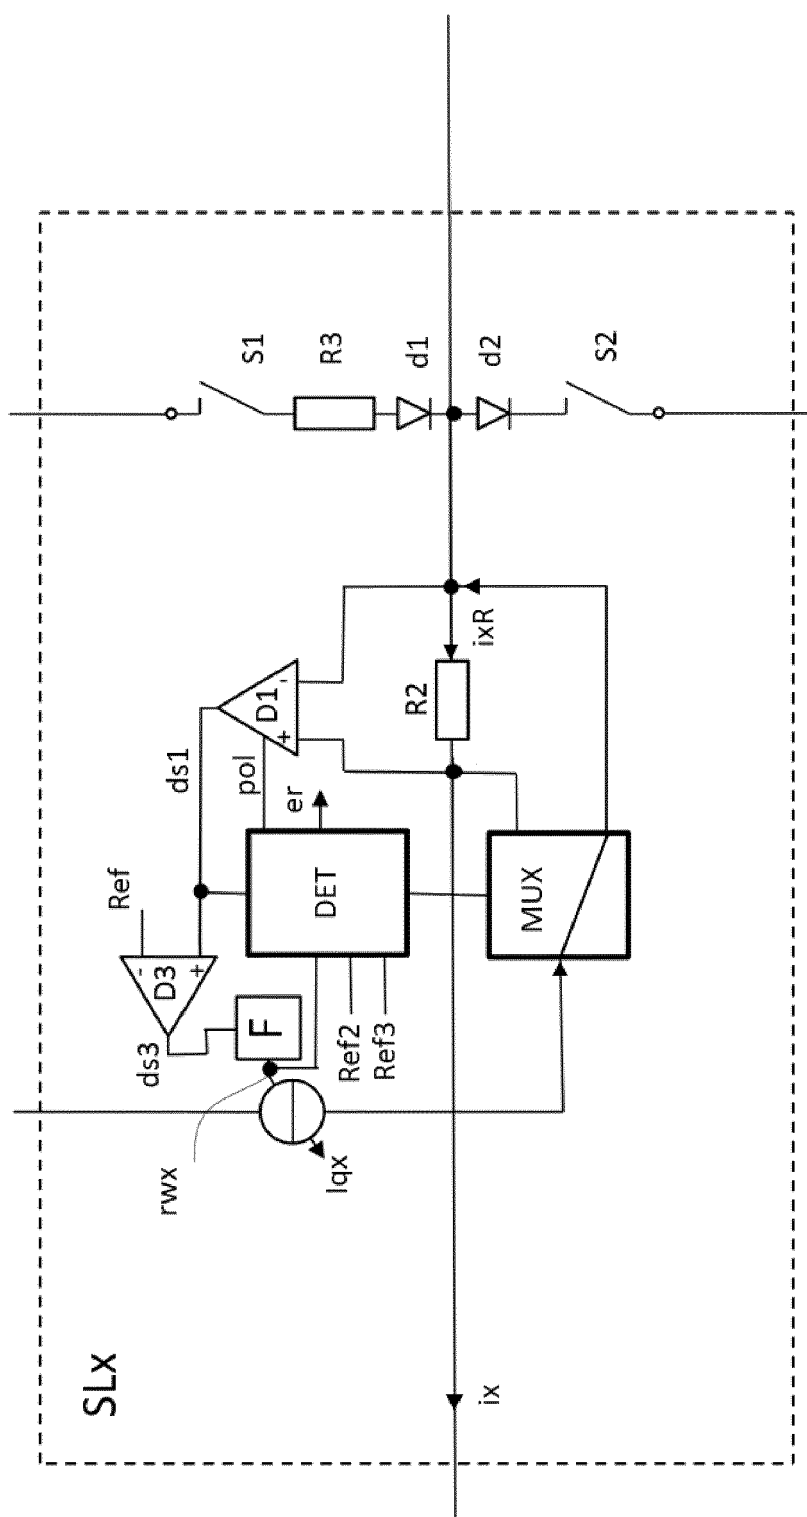 SLx
ds3
D3
-
+
Ref
rwx
ds1
pol
F
D1
+
-
S1
er
DET
R3
Iqx
Ref2
Ref3
R2
d1
ix
ixR
d2
MUX
S2